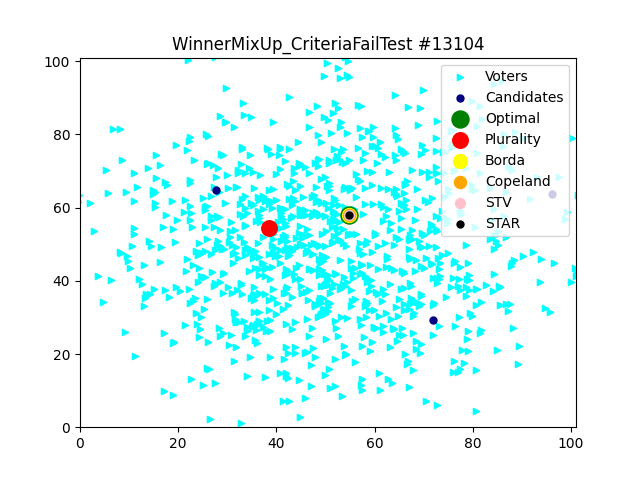 WinnerMixUp_CriteriaFailTest #13104
100
80
60
40
20
0
0
20
40
60
80
100
Voters
Candidates
Optimal
Plurality
Borda
Copeland
STV
STAR